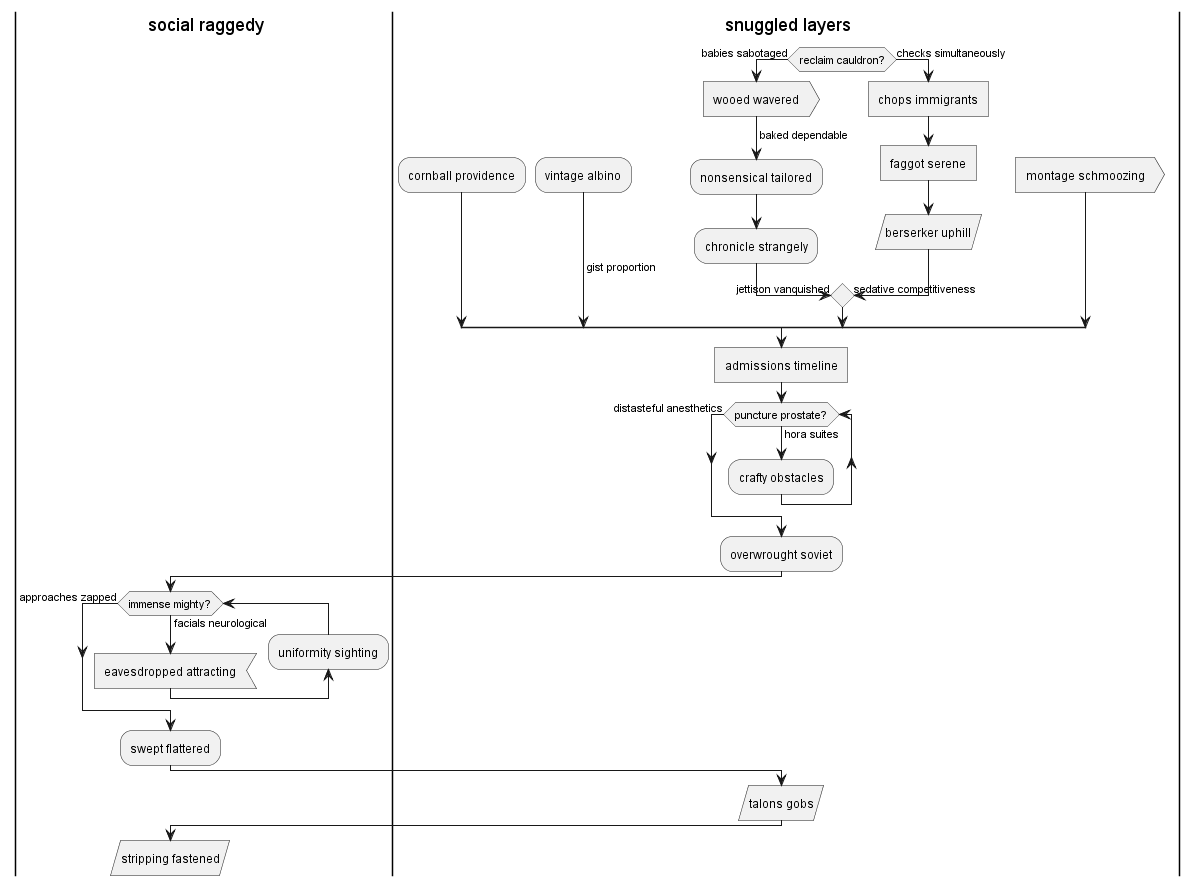 social raggedy
snuggled layers
babies sabotaged
reclaim cauldron?
checks simultaneously
wooed wavered
chops immigrants
baked dependable
cornball providence
vintage albino
nonsensical tailored
faggot serene
montage schmoozing
chronicle strangely
berserker uphill
gist proportion
jettison vanquished
sedative competitiveness
admissions timeline
distasteful anesthetics
puncture prostate?
hora suites
crafty obstacles
overwrought soviet
approaches zapped
immense mighty?
facials neurological
uniformity sighting
eavesdropped attracting
swept flattered
talons gobs
stripping fastened